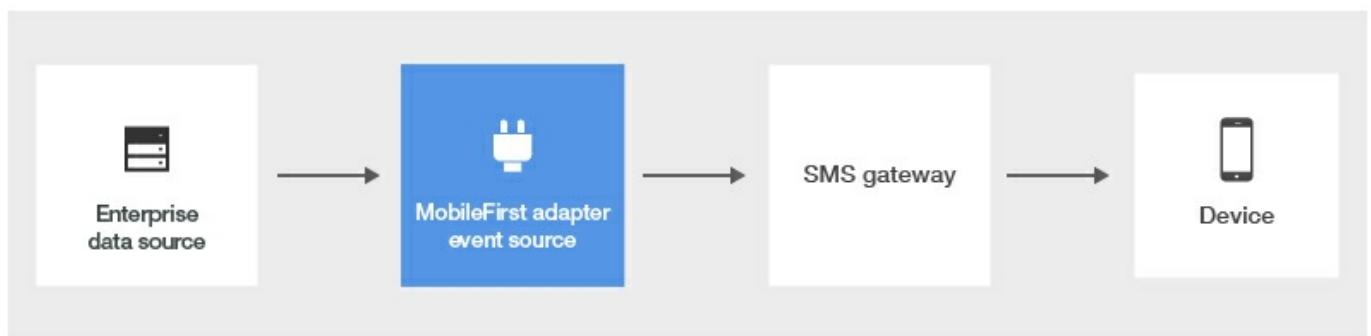 Enterprise
data source
MobileFirst adapter
event source
SMS gateway
Device